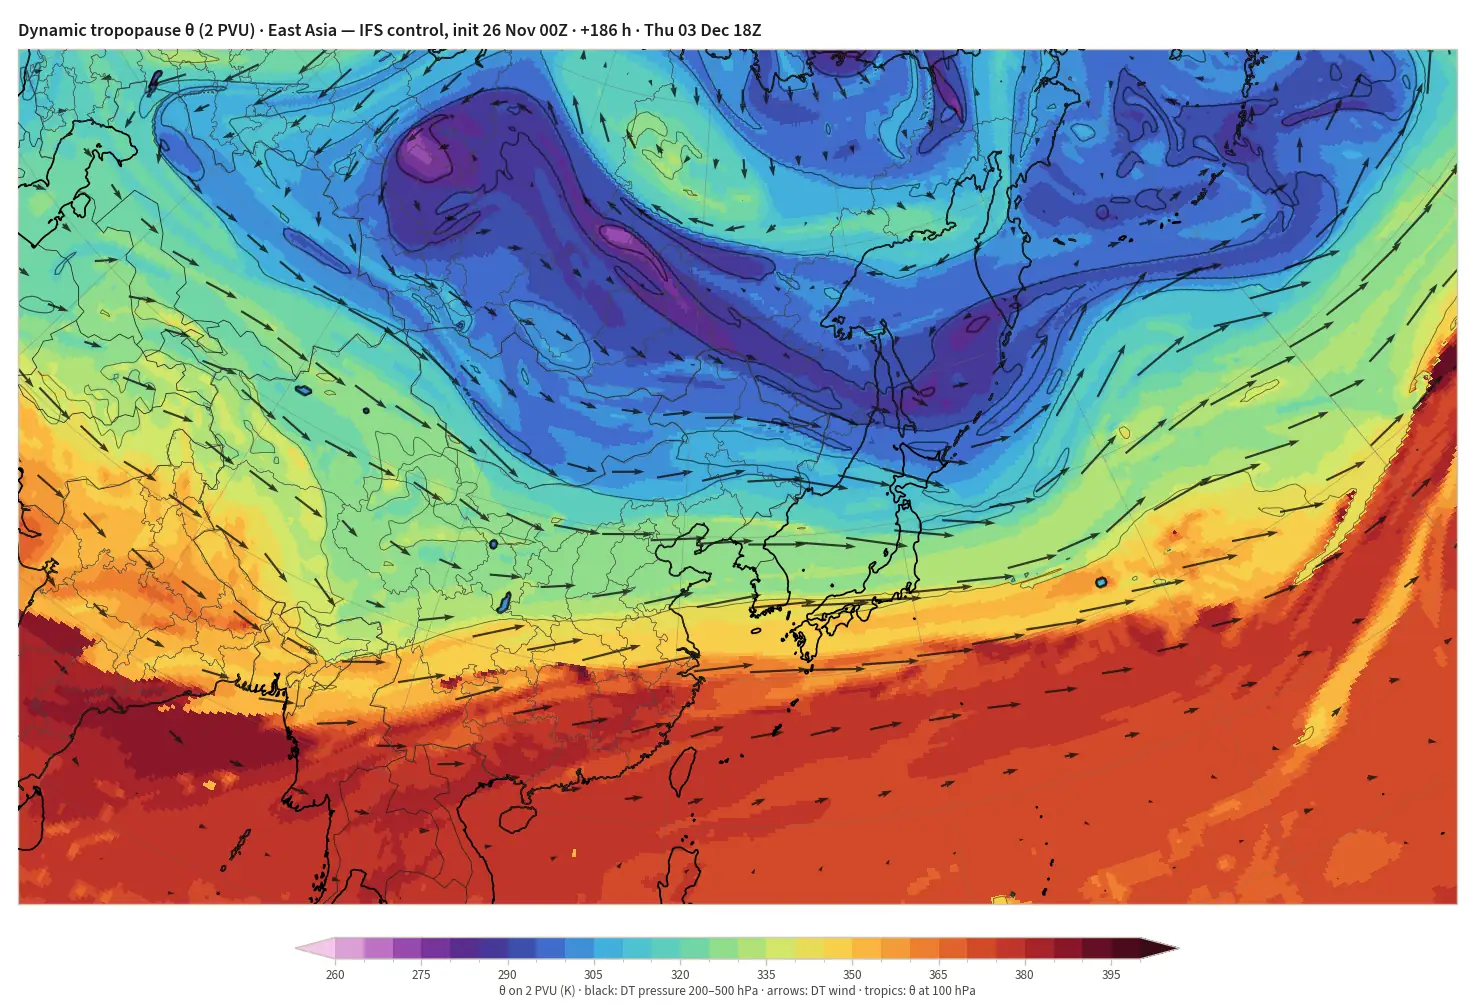 Dynamic tropopause θ (2 PVU) · East Asia — IFS control, init 26 Nov 00Z · +186 h · Thu 03 Dec 18Z
260 275 290 305 320 335 350 365 380 395
θ on 2 PVU (K) · black: DT pressure 200–500 hPa · arrows: DT wind · tropics: θ at 100 hPa